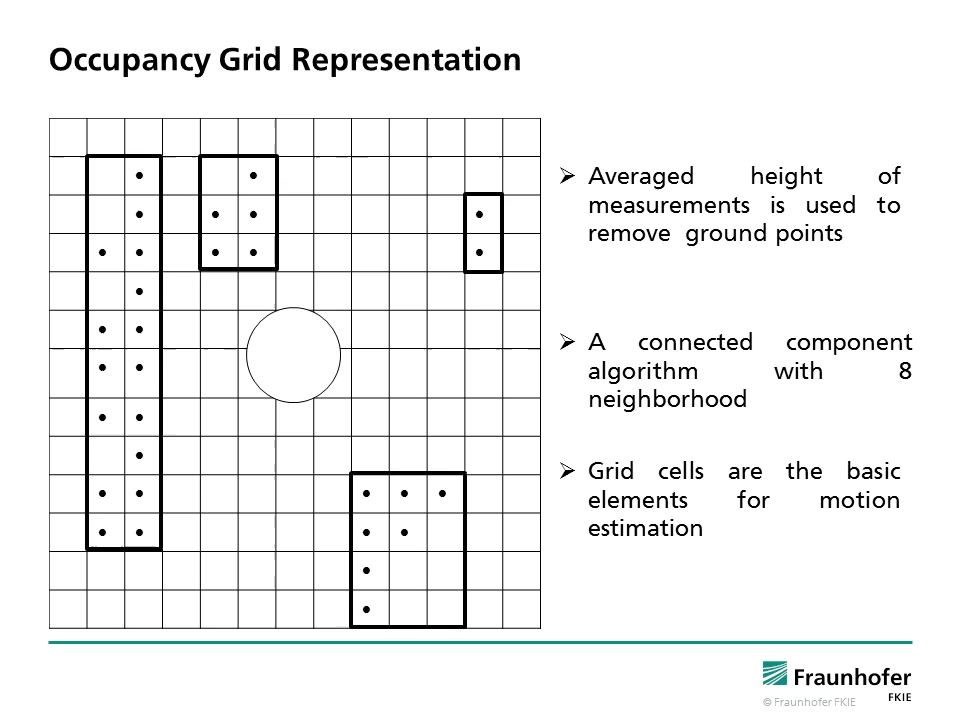 Occupancy Grid Representation
➢ Averaged height of
measurements is used to
remove ground points
➢ A connected component
algorithm with 8
neighborhood
➢ Grid cells are the basic
elements for motion
estimation
Fraunhofer
FKIE
© Fraunhofer FKIE